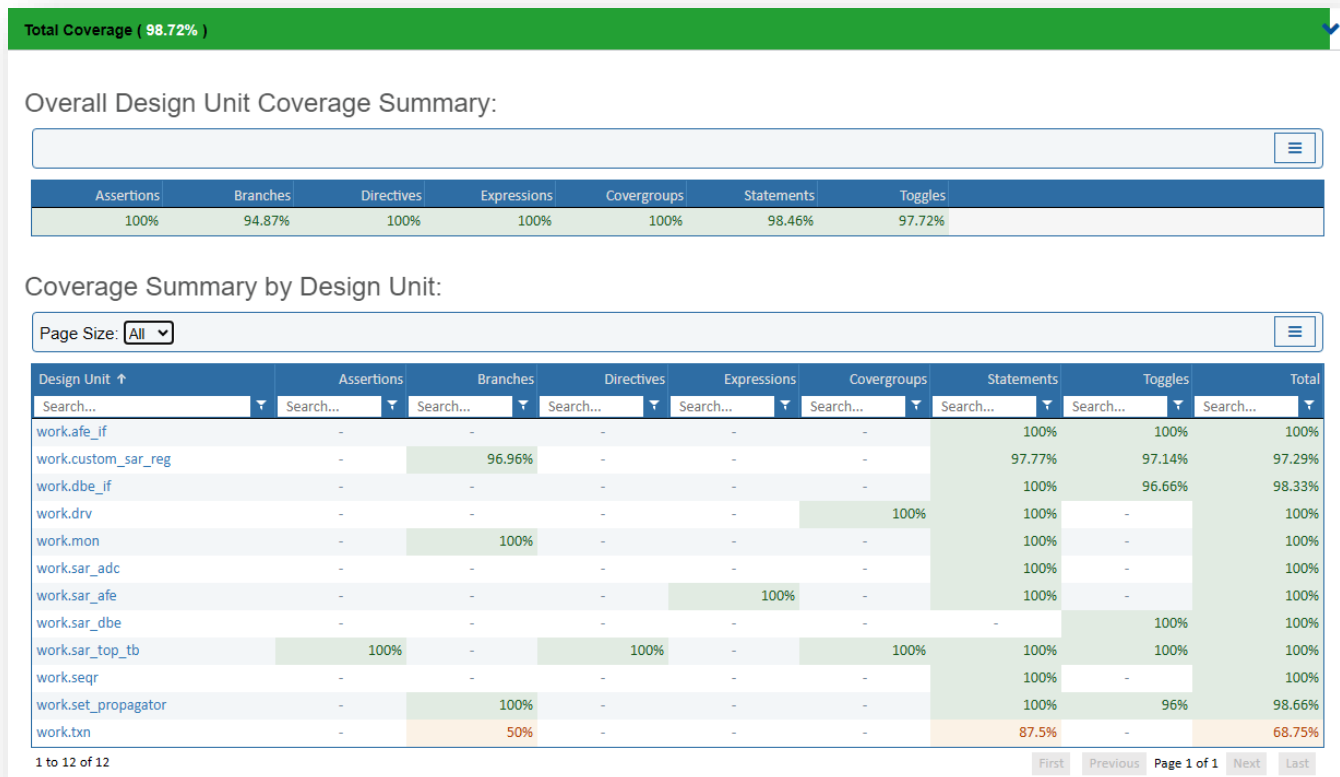 Total Coverage ( 98.72% )
Overall Design Unit Coverage Summary:
Assertions Branches Directives Expressions Covergroups Statements Toggles
100% 94.87% 100% 100% 100% 98.46% 97.72%
Coverage Summary by Design Unit:
Page Size: All
Design Unit ↑ Assertions Branches Directives Expressions Covergroups Statements Toggles Total
Search... Search... Search... Search... Search... Search... Search... Search... Search...
work.afe_if - - - - - 100% 100% 100%
work.custom_sar_reg - 96.96% - - - 97.77% 97.14% 97.29%
work.dbe_if - - - - - 100% 96.66% 98.33%
work.drv - - - - 100% 100% - 100%
work.mon - 100% - - - 100% - 100%
work.sar_adc - - - - - 100% - 100%
work.sar_afe - - - 100% - 100% - 100%
work.sar_dbe - - - - - - 100% 100%
work.sar_top_tb 100% - 100% - 100% 100% 100% 100%
work.seqr - - - - - 100% - 100%
work.set_propagator - 100% - - - 100% 96% 98.66%
work.txn - 50% - - - 87.5% - 68.75%
1 to 12 of 12 First Previous Page 1 of 1 Next Last